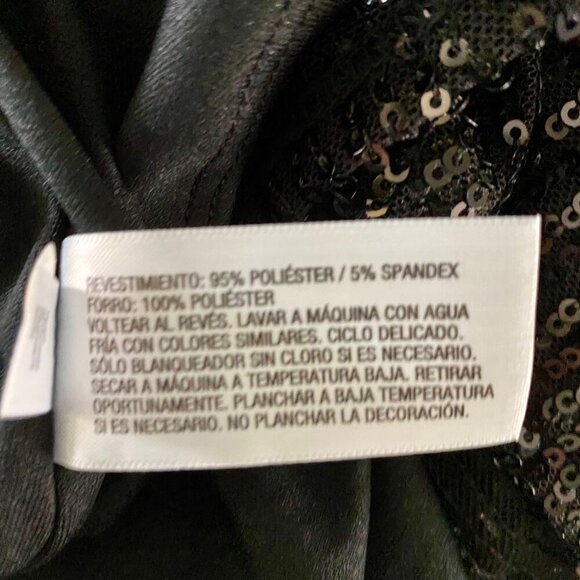 REVESTIMIENTO: 95% POLIÉSTER / 5% SPANDEX
FORRO: 100% POLIÉSTER
VOLTEAR AL REVÉS. LAVAR A MÁQUINA CON AGUA
FRÍA CON COLORES SIMILARES. CICLO DELICADO.
SÓLO BLANQUEADOR SIN CLORO SI ES NECESARIO.
SECAR A MÁQUINA A TEMPERATURA BAJA. RETIRAR
OPORTUNAMENTE. PLANCHAR A BAJA TEMPERATURA
SI ES NECESARIO. NO PLANCHAR LA DECORACIÓN.